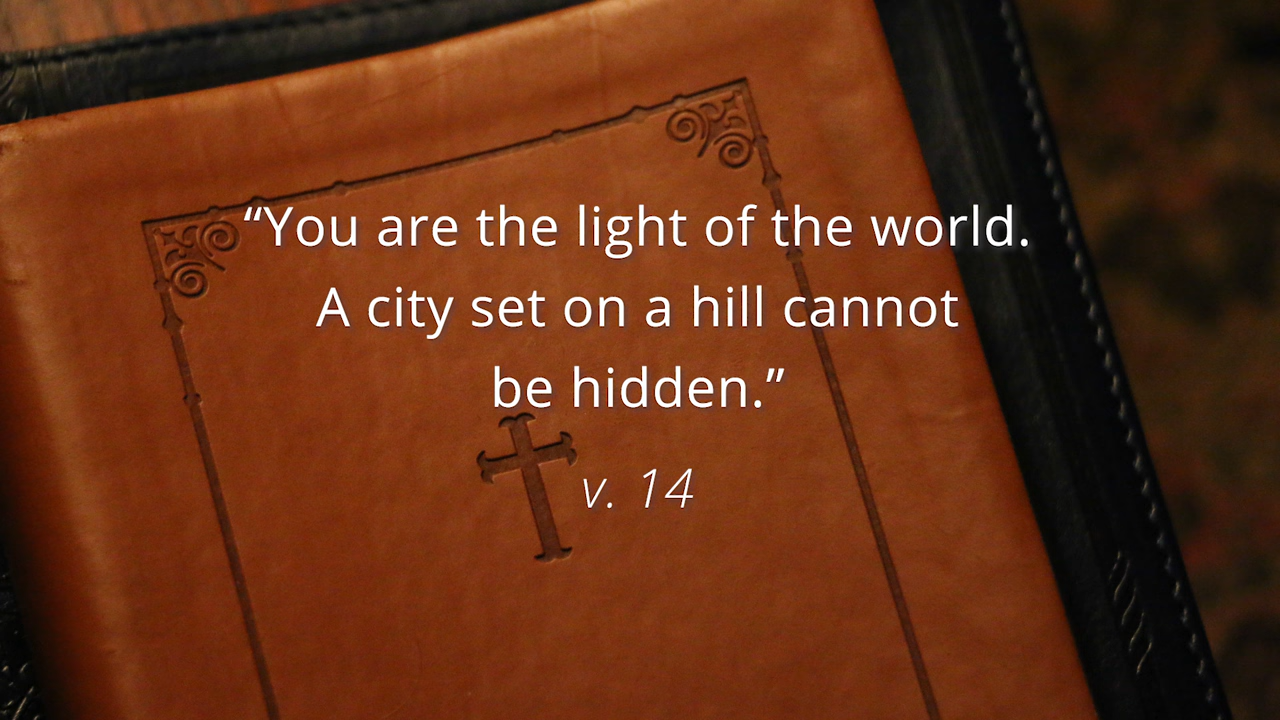 “You are the light of the world.
A city set on a hill cannot
be hidden.”
v. 14